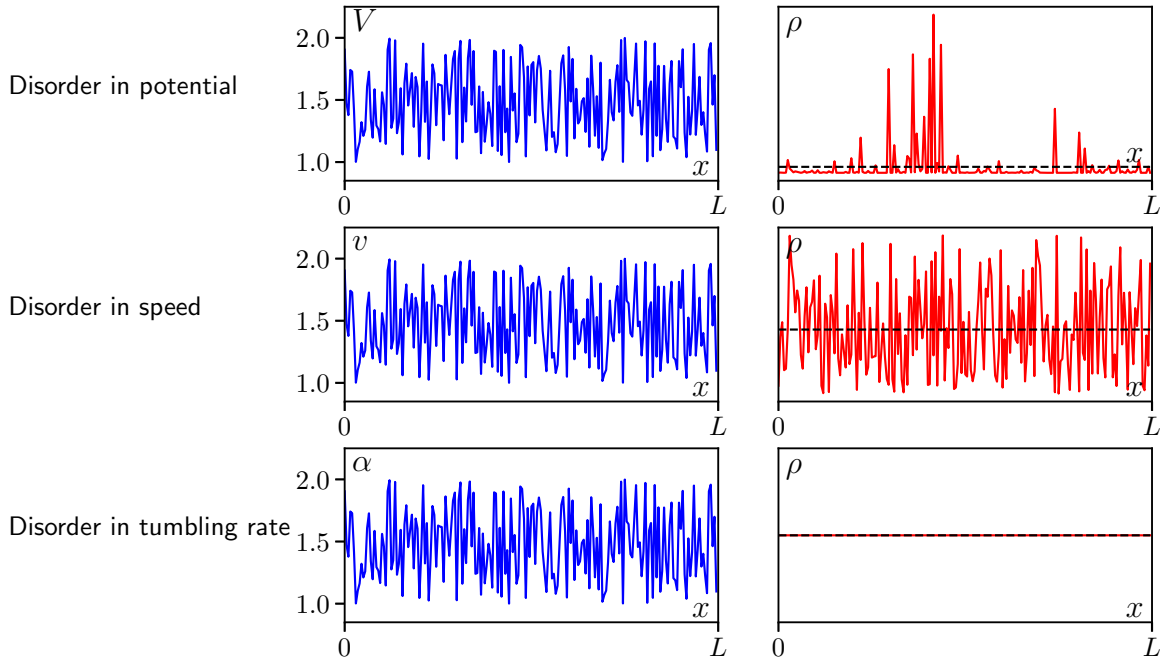 Disorder in potential
V
2.0
1.5
1.0
x
0
L
ρ
x
0
L
Disorder in speed
v
2.0
1.5
1.0
x
0
L
ρ
x
0
L
Disorder in tumbling rate
α
2.0
1.5
1.0
x
0
L
ρ
x
0
L